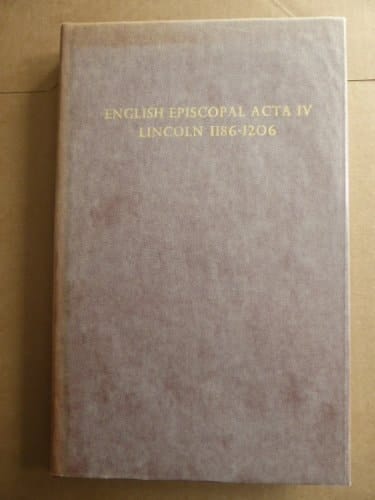 ENGLISH EPISCOPAL ACTA IV
LINCOLN 1186-1206